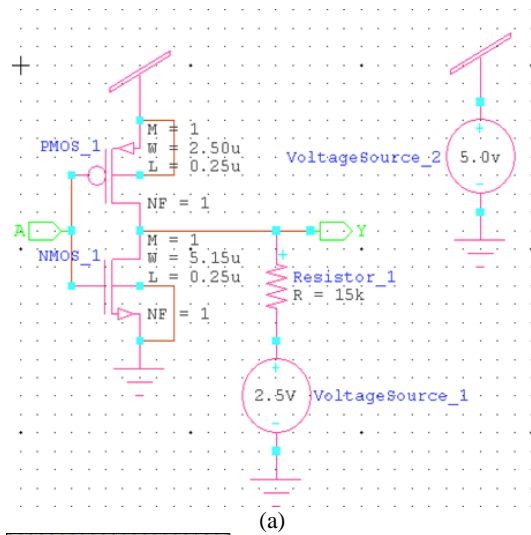 PMOS_1
M = 1
W = 2.50u
L = 0.25u
NF = 1
VoltageSource_2
5.0v
A
Y
NMOS_1
M = 1
W = 5.15u
L = 0.25u
NF = 1
Resistor_1
R = 15k
2.5v
VoltageSource_1
(a)